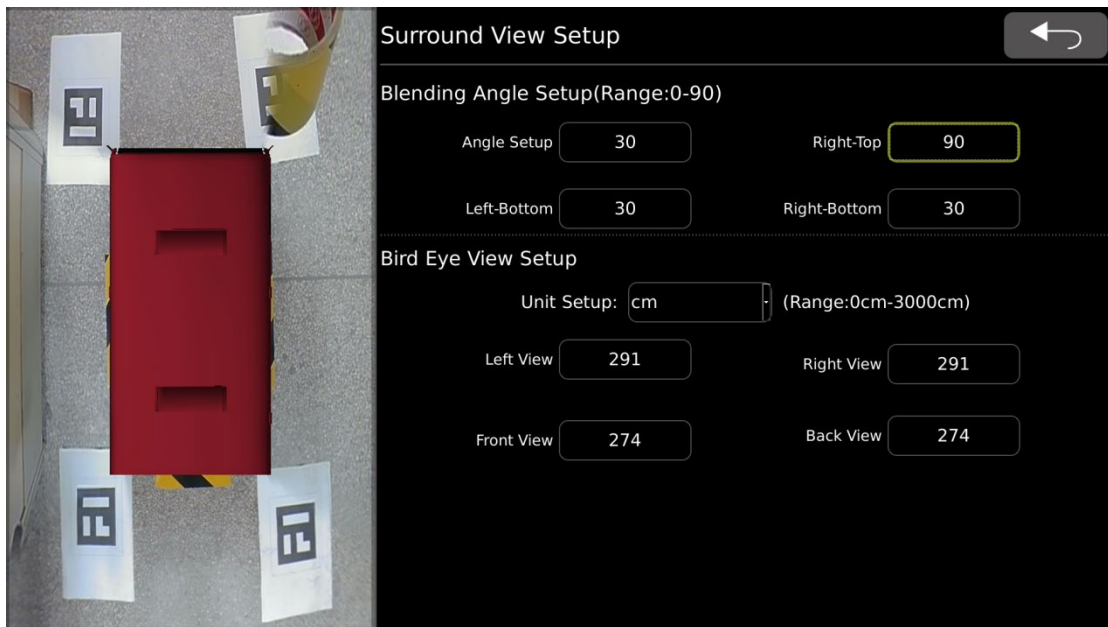 Surround View Setup
Blending Angle Setup(Range:0-90)
Angle Setup 30 Right-Top 90
Left-Bottom 30 Right-Bottom 30
Bird Eye View Setup
Unit Setup: cm (Range:0cm-3000cm)
Left View 291 Right View 291
Front View 274 Back View 274